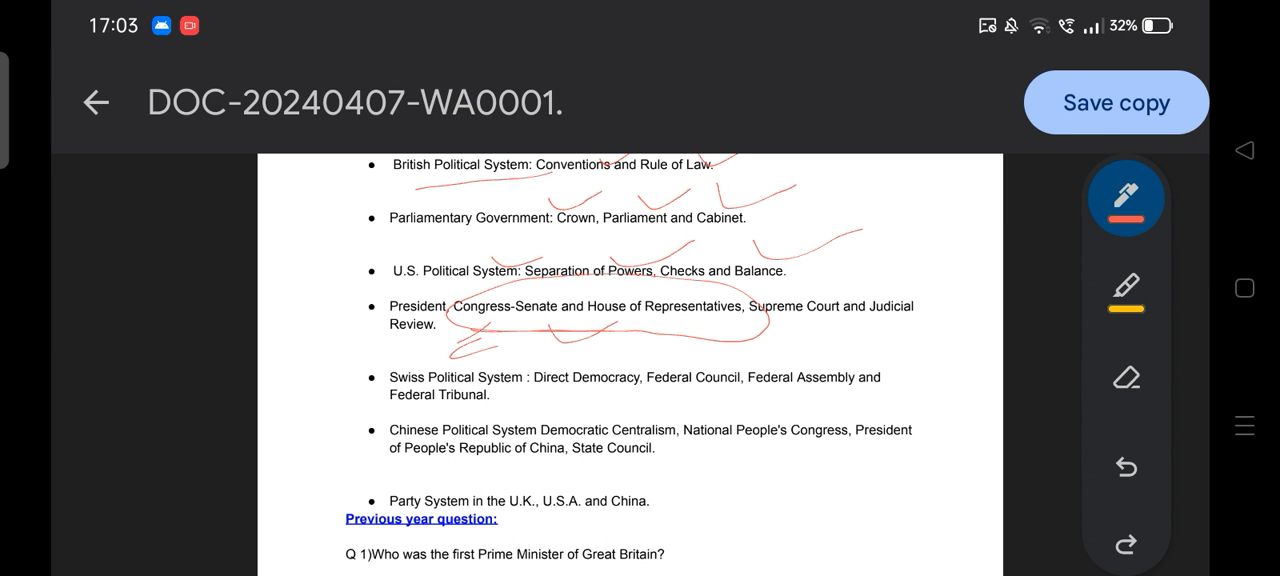 17:03
32%
DOC-20240407-WA0001.
Save copy
● British Political System: Conventions and Rule of Law.
● Parliamentary Government: Crown, Parliament and Cabinet.
● U.S. Political System: Separation of Powers, Checks and Balance.
● President, Congress-Senate and House of Representatives, Supreme Court and Judicial
Review.
● Swiss Political System : Direct Democracy, Federal Council, Federal Assembly and
Federal Tribunal.
● Chinese Political System Democratic Centralism, National People's Congress, President
of People's Republic of China, State Council.
● Party System in the U.K., U.S.A. and China.
Previous year question:
Q 1)Who was the first Prime Minister of Great Britain?